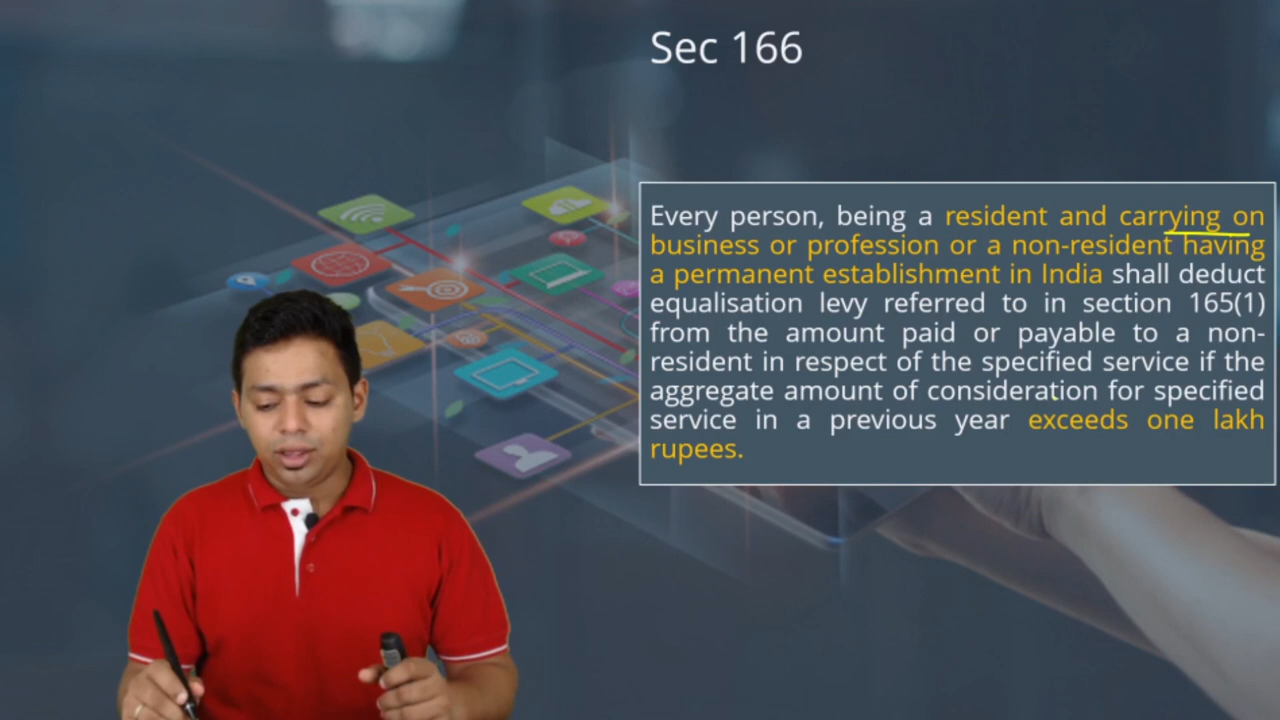 Sec 166
Every person, being a resident and carrying on
business or profession or a non-resident having
a permanent establishment in India shall deduct
equalisation levy referred to in section 165(1)
from the amount paid or payable to a non-
resident in respect of the specified service if the
aggregate amount of consideration for specified
service in a previous year exceeds one lakh
rupees.